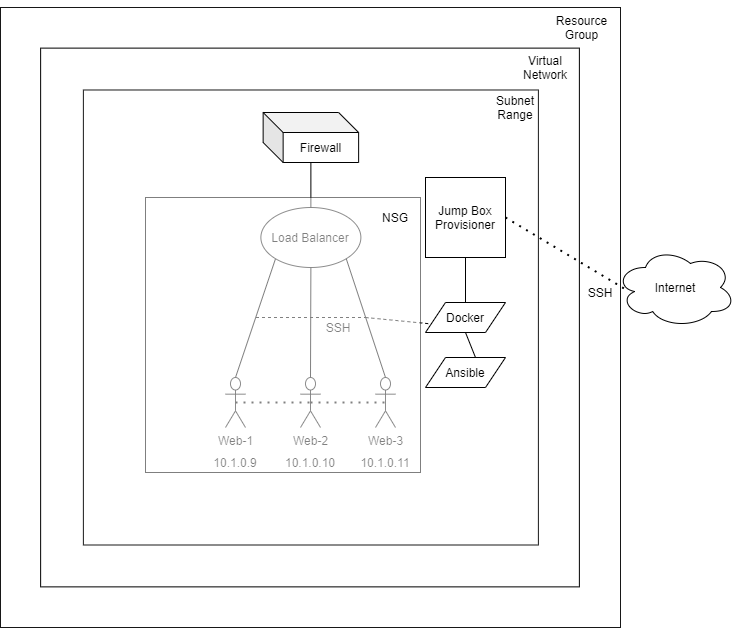 Resource
Group
Virtual
Network
Subnet
Range
Firewall
NSG
Jump Box
Provisioner
Load Balancer
Internet
SSH
Docker
SSH
Ansible
Web-1
Web-2
Web-3
10.1.0.9
10.1.0.10
10.1.0.11